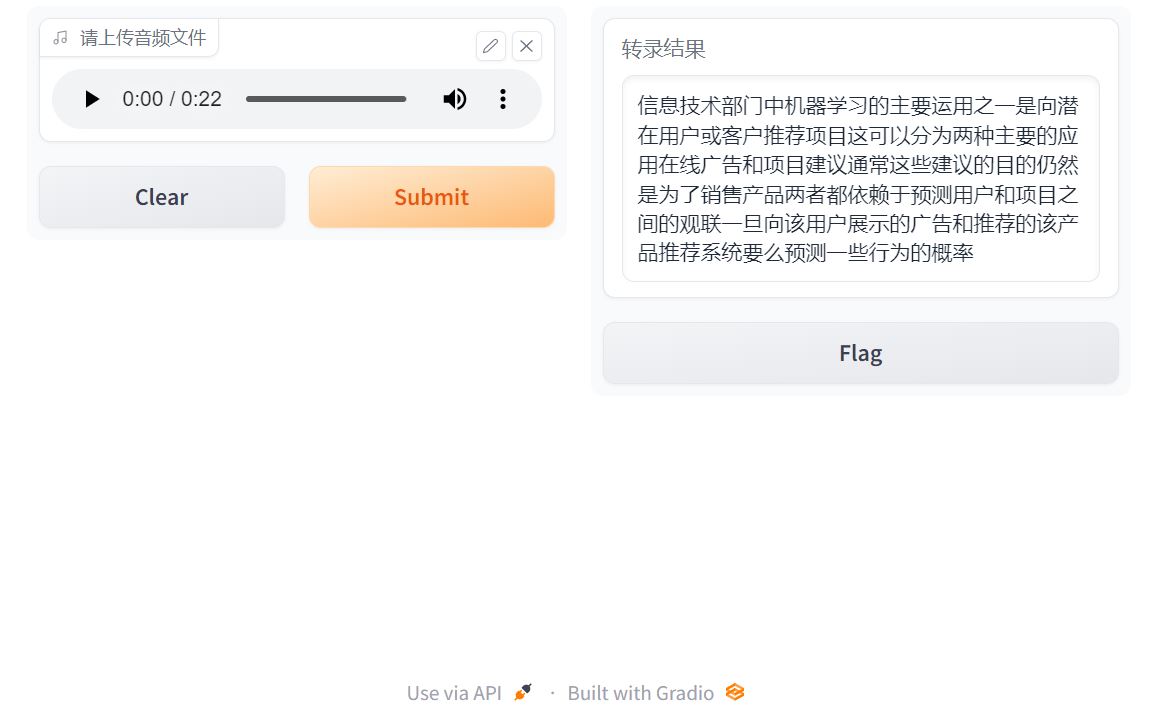 请上传音频文件
0:00 / 0:22
Clear
Submit
转录结果
信息技术部门中机器学习的主要运用之一是向潜
在用户或客户推荐项目这可以分为两种主要的应
用在线广告和项目建议通常这些建议的目的仍然
是为了销售产品两者都依赖于预测用户和项目之
间的观联一旦向该用户展示的广告和推荐的该产
品推荐系统要么预测一些行为的概率
Flag
Use via API · Built with Gradio